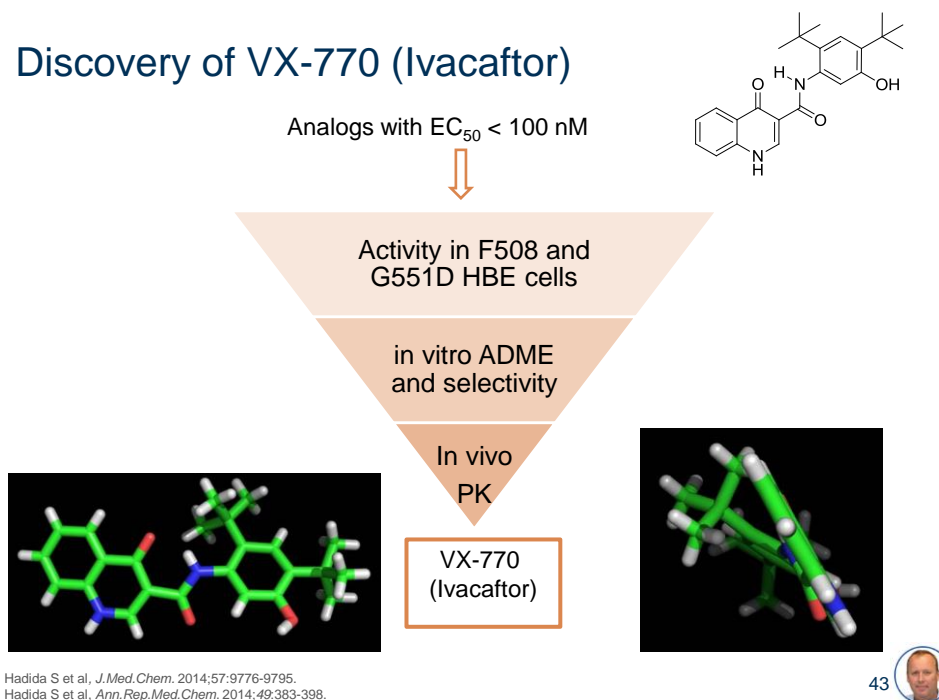 Discovery of VX-770 (Ivacaftor)
Analogs with EC50 < 100 nM
O
H
N
OH
O
N
H
Activity in F508 and
G551D HBE cells
in vitro ADME
and selectivity
In vivo
PK
VX-770
(Ivacaftor)
Hadida S et al, J.Med.Chem. 2014;57:9776-9795.
Hadida S et al, Ann.Rep.Med.Chem. 2014;49:383-398.
43